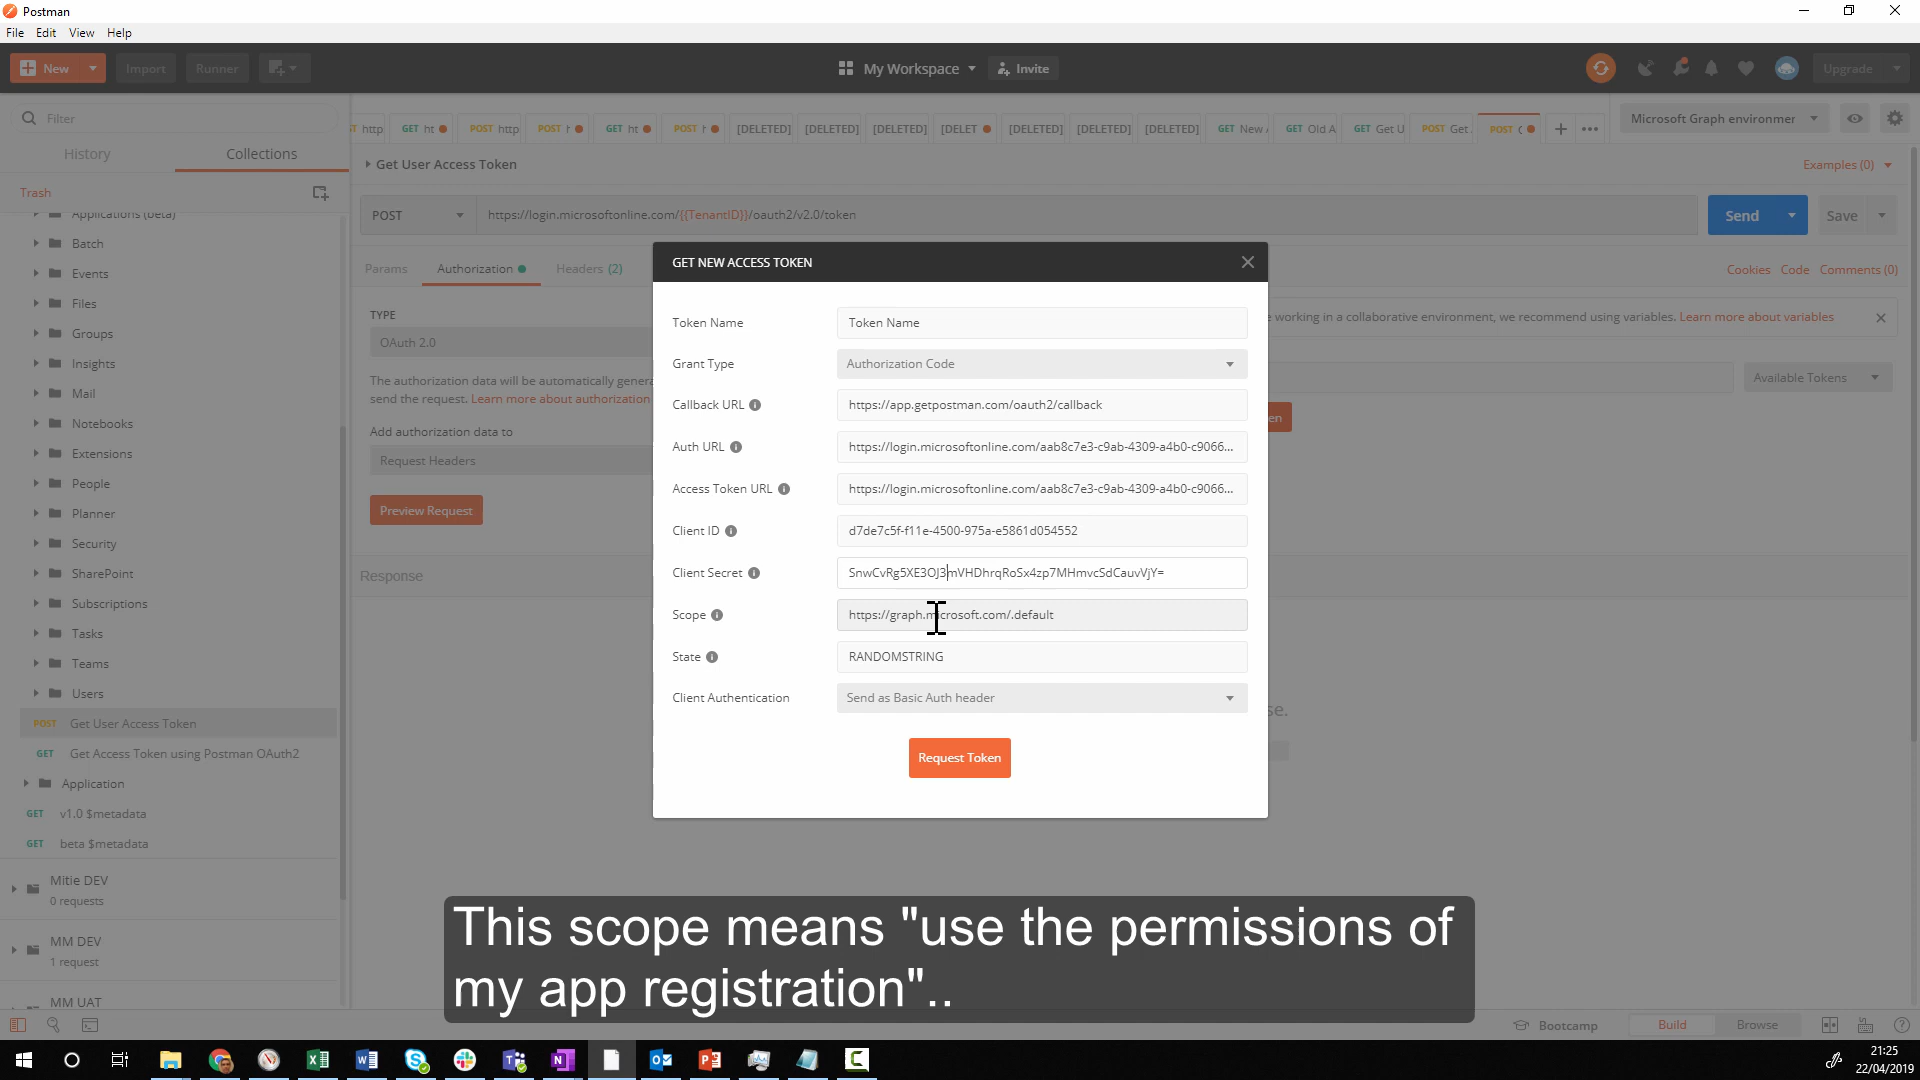 Postman
File Edit View Help
New Import Runner My Workspace Invite Upgrade
Filter
History Collections
Trash
http GET ht POST http POST h GET ht POST h [DELETED] [DELETED] [DELETED] [DELET [DELETED] [DELETED] [DELETED] GET New GET Old A GET Get U POST Get POST
Microsoft Graph environmer
Get User Access Token
Examples (0)
POST https://login.microsoftonline.com/{{TenantID}}/oauth2/v2.0/token
Send Save
Params Authorization Headers (2)
Cookies Code Comments (0)
TYPE
OAuth 2.0
The authorization data will be automatically genera
send the request. Learn more about authorization
Add authorization data to
Request Headers
Preview Request
Response
working in a collaborative environment, we recommend using variables. Learn more about variables
Available Tokens
en
se.
Applications (beta)
Batch
Events
Files
Groups
Insights
Mail
Notebooks
Extensions
People
Planner
Security
SharePoint
Subscriptions
Tasks
Teams
Users
POST Get User Access Token
GET Get Access Token using Postman OAuth2
Application
GET v1.0 $metadata
GET beta $metadata
Mitie DEV
0 requests
MM DEV
1 request
MM UAT
GET NEW ACCESS TOKEN
Token Name Token Name
Grant Type Authorization Code
Callback URL https://app.getpostman.com/oauth2/callback
Auth URL https://login.microsoftonline.com/aab8c7e3-c9ab-4309-a4b0-c9066...
Access Token URL https://login.microsoftonline.com/aab8c7e3-c9ab-4309-a4b0-c9066...
Client ID d7de7c5f-f11e-4500-975a-e5861d054552
Client Secret SnwCvRg5XE3OJ3mVHDhrqRoSx4zp7MHmvcSdCauvVjY=
Scope https://graph.microsoft.com/.default
State RANDOMSTRING
Client Authentication Send as Basic Auth header
Request Token
This scope means "use the permissions of
my app registration"..
Bootcamp Build Browse
21:25
22/04/2019